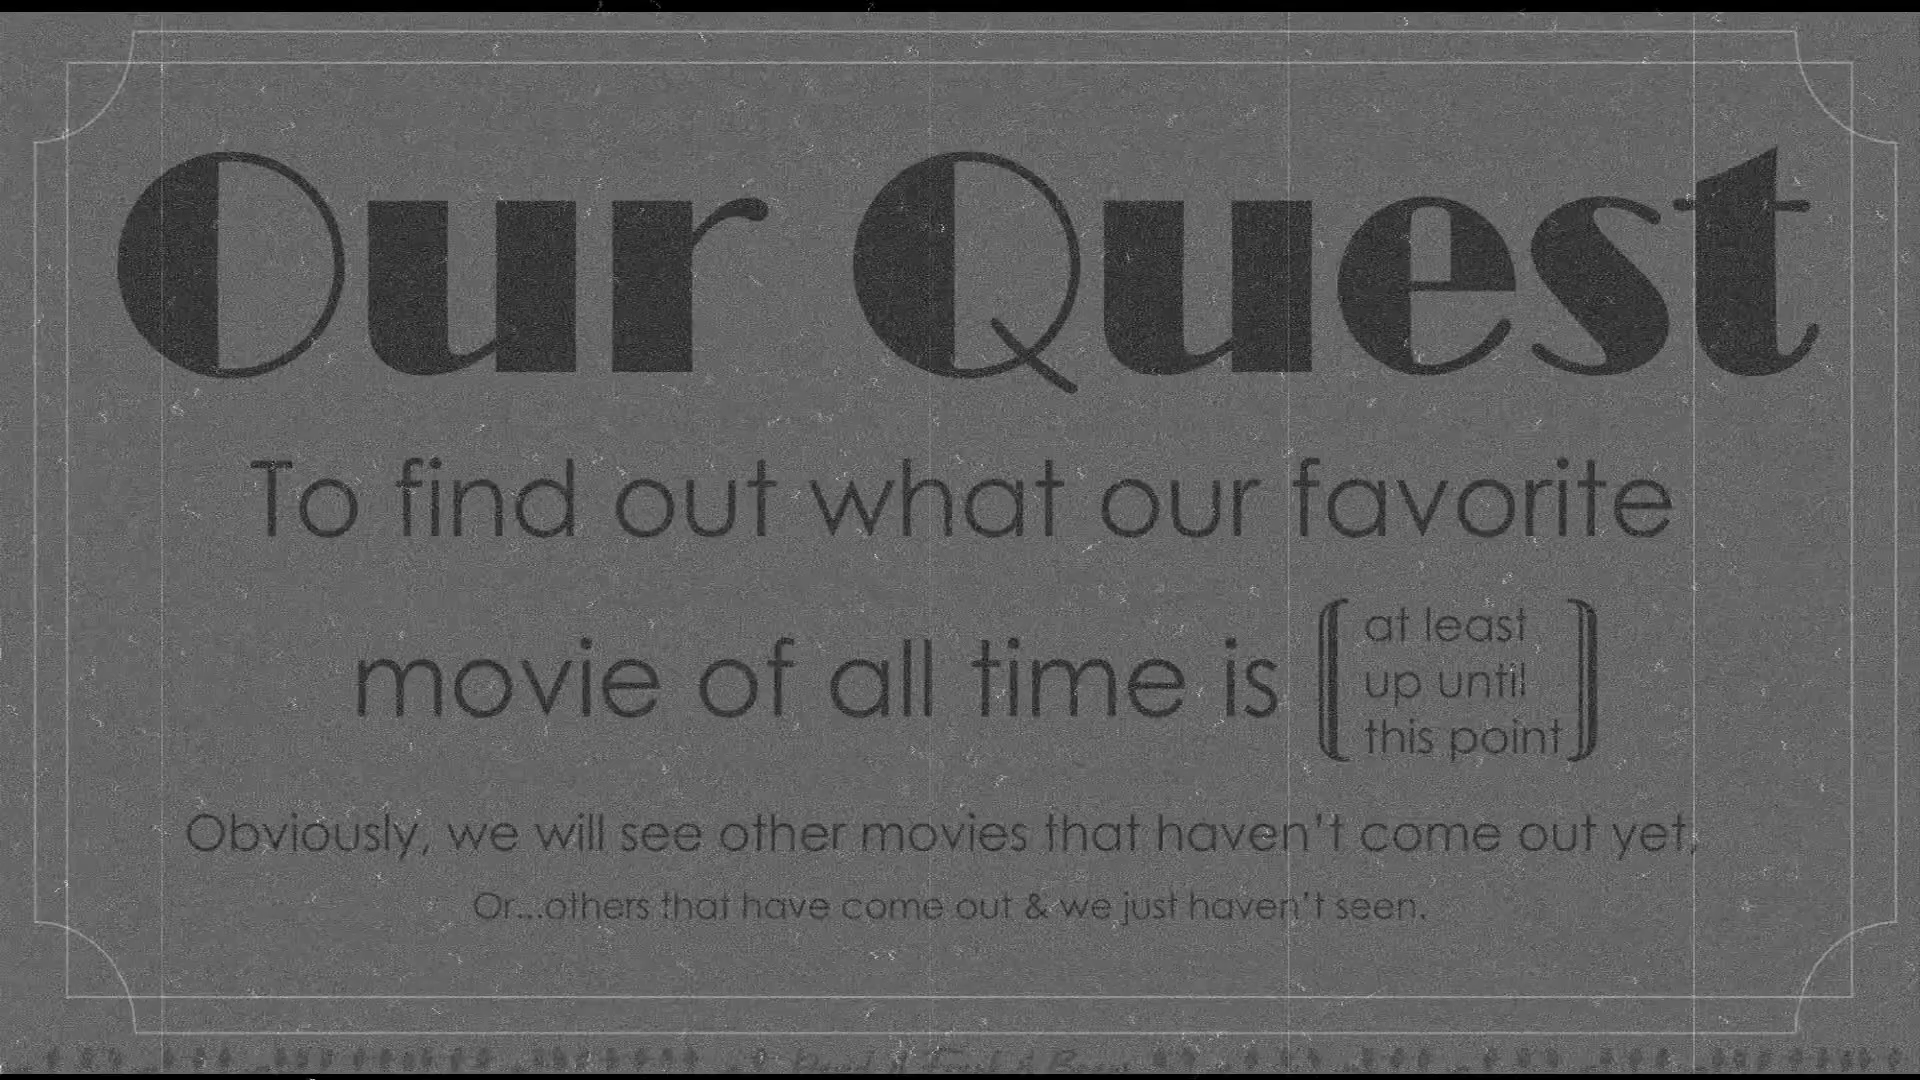 Our Quest
To find out what our favorite
movie of all time is
at least
up until
this point
Obviously, we will see other movies that haven't come out yet,
Or...others that have come out & we just haven't seen.